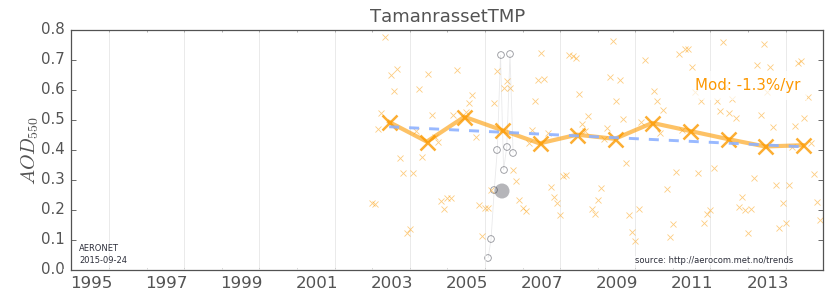 TamanrassetTMP
0.8
0.7
0.6
0.5
0.4
0.3
0.2
0.1
0.0
AOD550
Mod: -1.3%/yr
AERONET
2015-09-24
source: http://aerocom.met.no/trends
1995 1997 1999 2001 2003 2005 2006 2007 2009 2011 2013